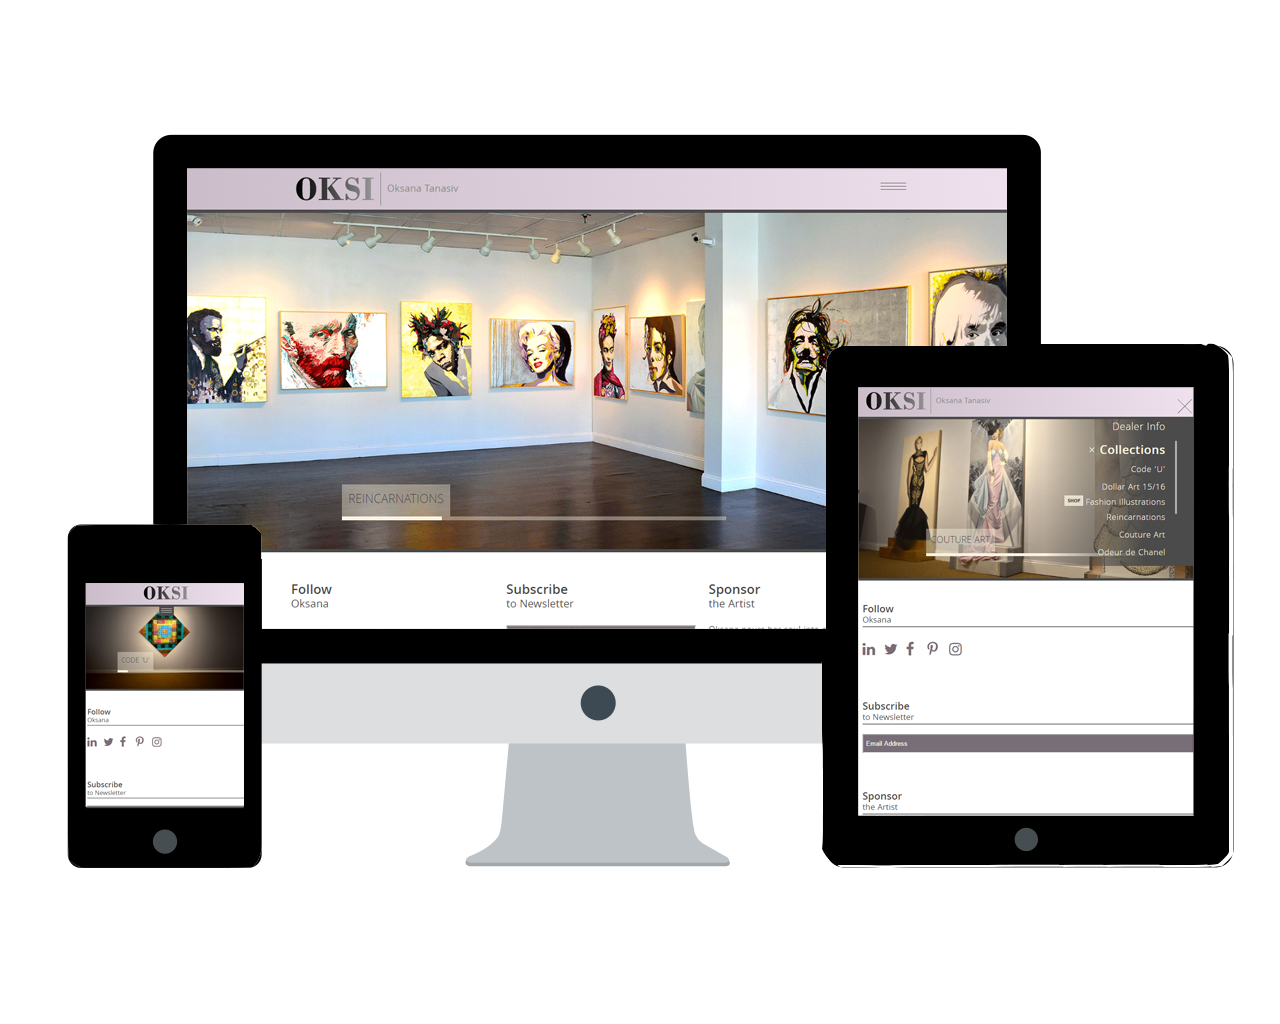 OKSI Oksana Tanasiv
REINCARNATIONS
Follow
Oksana
Subscribe
to Newsletter
Sponsor
the Artist
OKSI Oksana Tanasiv
Dealer Info
× Collections
Code 'U'
Dollar Art 15/16
SHOP Fashion Illustrations
Reincarnations
Couture Art
Odeur de Chanel
COUTURE ART
Follow
Oksana
Subscribe
to Newsletter
Email Address
Sponsor
the Artist
OKSI
CODE 'U'
Follow
Oksana
Subscribe
to Newsletter